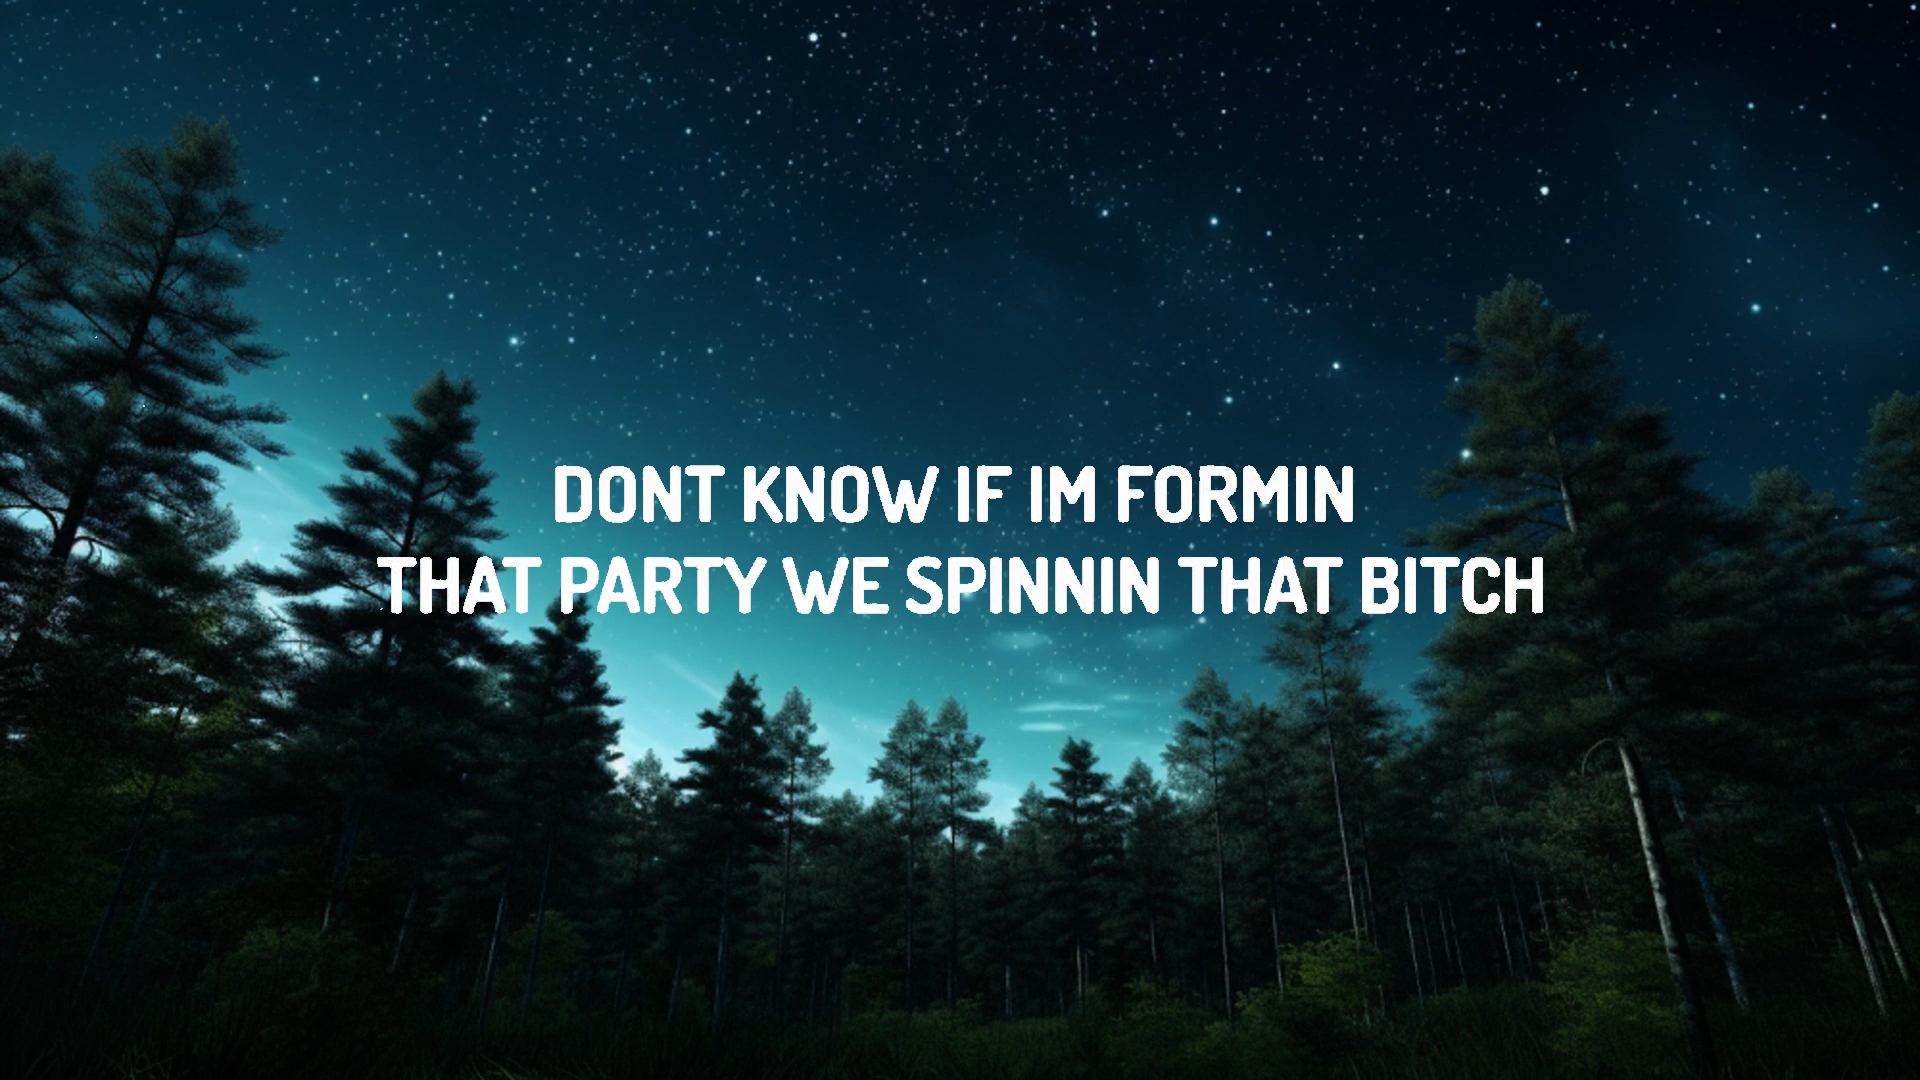 DONT KNOW IF IM FORMIN
THAT PARTY WE SPINNIN THAT BITCH